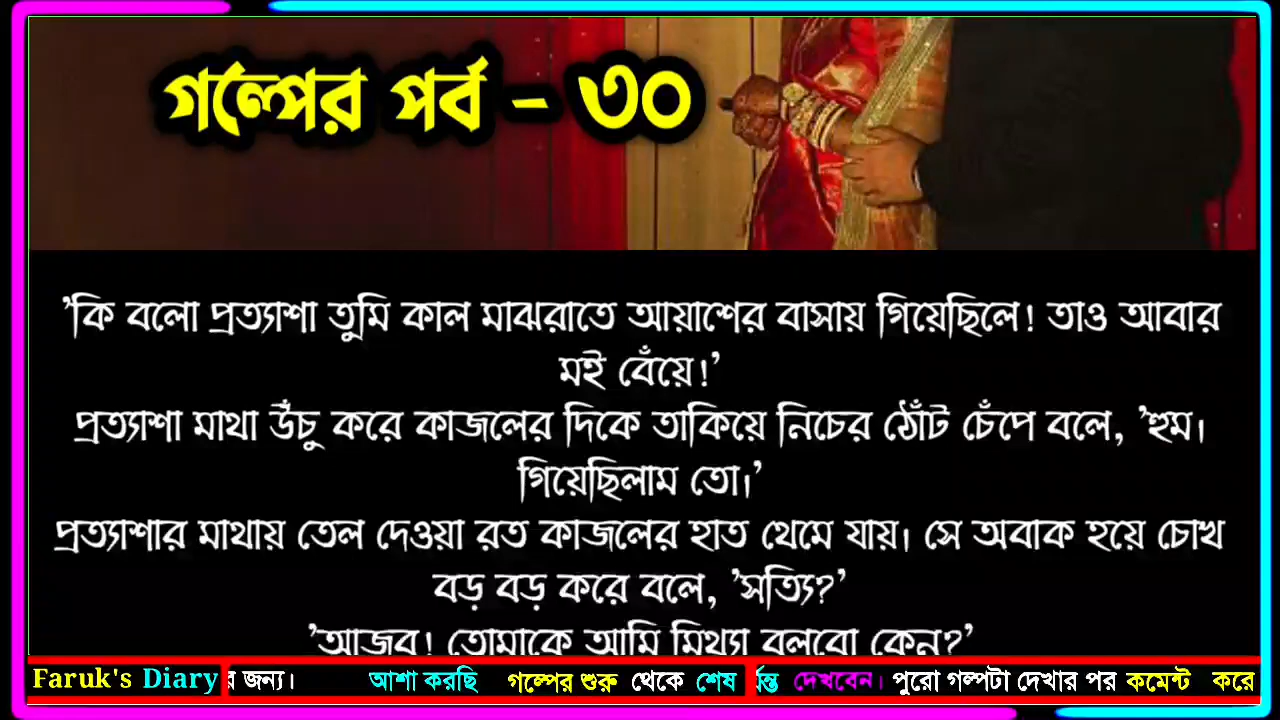 গল্পের পর্ব - ৩০
'কি বলো প্রত্যাশা তুমি কাল মাঝরাতে আয়াশের বাসায় গিয়েছিলে! তাও আবার
মই বেঁয়ে!'
প্রত্যাশা মাথা উঁচু করে কাজলের দিকে তাকিয়ে নিচের ঠোঁট চেঁপে বলে, 'হুম।
গিয়েছিলাম তো।'
প্রত্যাশার মাথায় তেল দেওয়া রত কাজলের হাত থেমে যায়। সে অবাক হয়ে চোখ
বড় বড় করে বলে, 'সত্যি?'
'আজব! তোমাকে আমি মিথ্যা বলবো কেন?'
Faruk's Diary র জন্য। আশা করছি গল্পের শুরু থেকে শেষ র্যন্ত দেখবেন। পুরো গল্পটা দেখার পর কমেন্ট করে